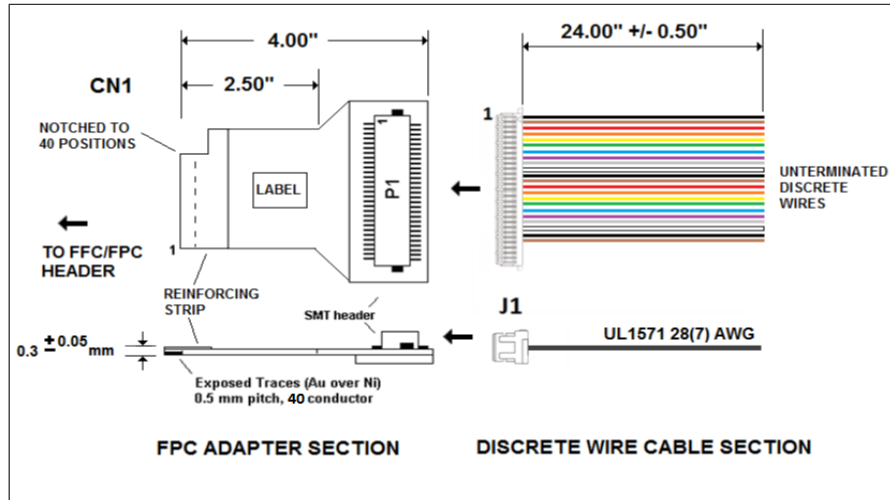 4.00"
24.00" +/- 0.50"
CN1
2.50"
NOTCHED TO
40 POSITIONS
1
1
LABEL
P1
UNTERMINATED
DISCRETE
WIRES
TO FFC/FPC
HEADER
1
REINFORCING
STRIP
SMT header
J1
UL1571 28(7) AWG
0.3 ± 0.05 mm
Exposed Traces (Au over Ni)
0.5 mm pitch, 40 conductor
FPC ADAPTER SECTION
DISCRETE WIRE CABLE SECTION